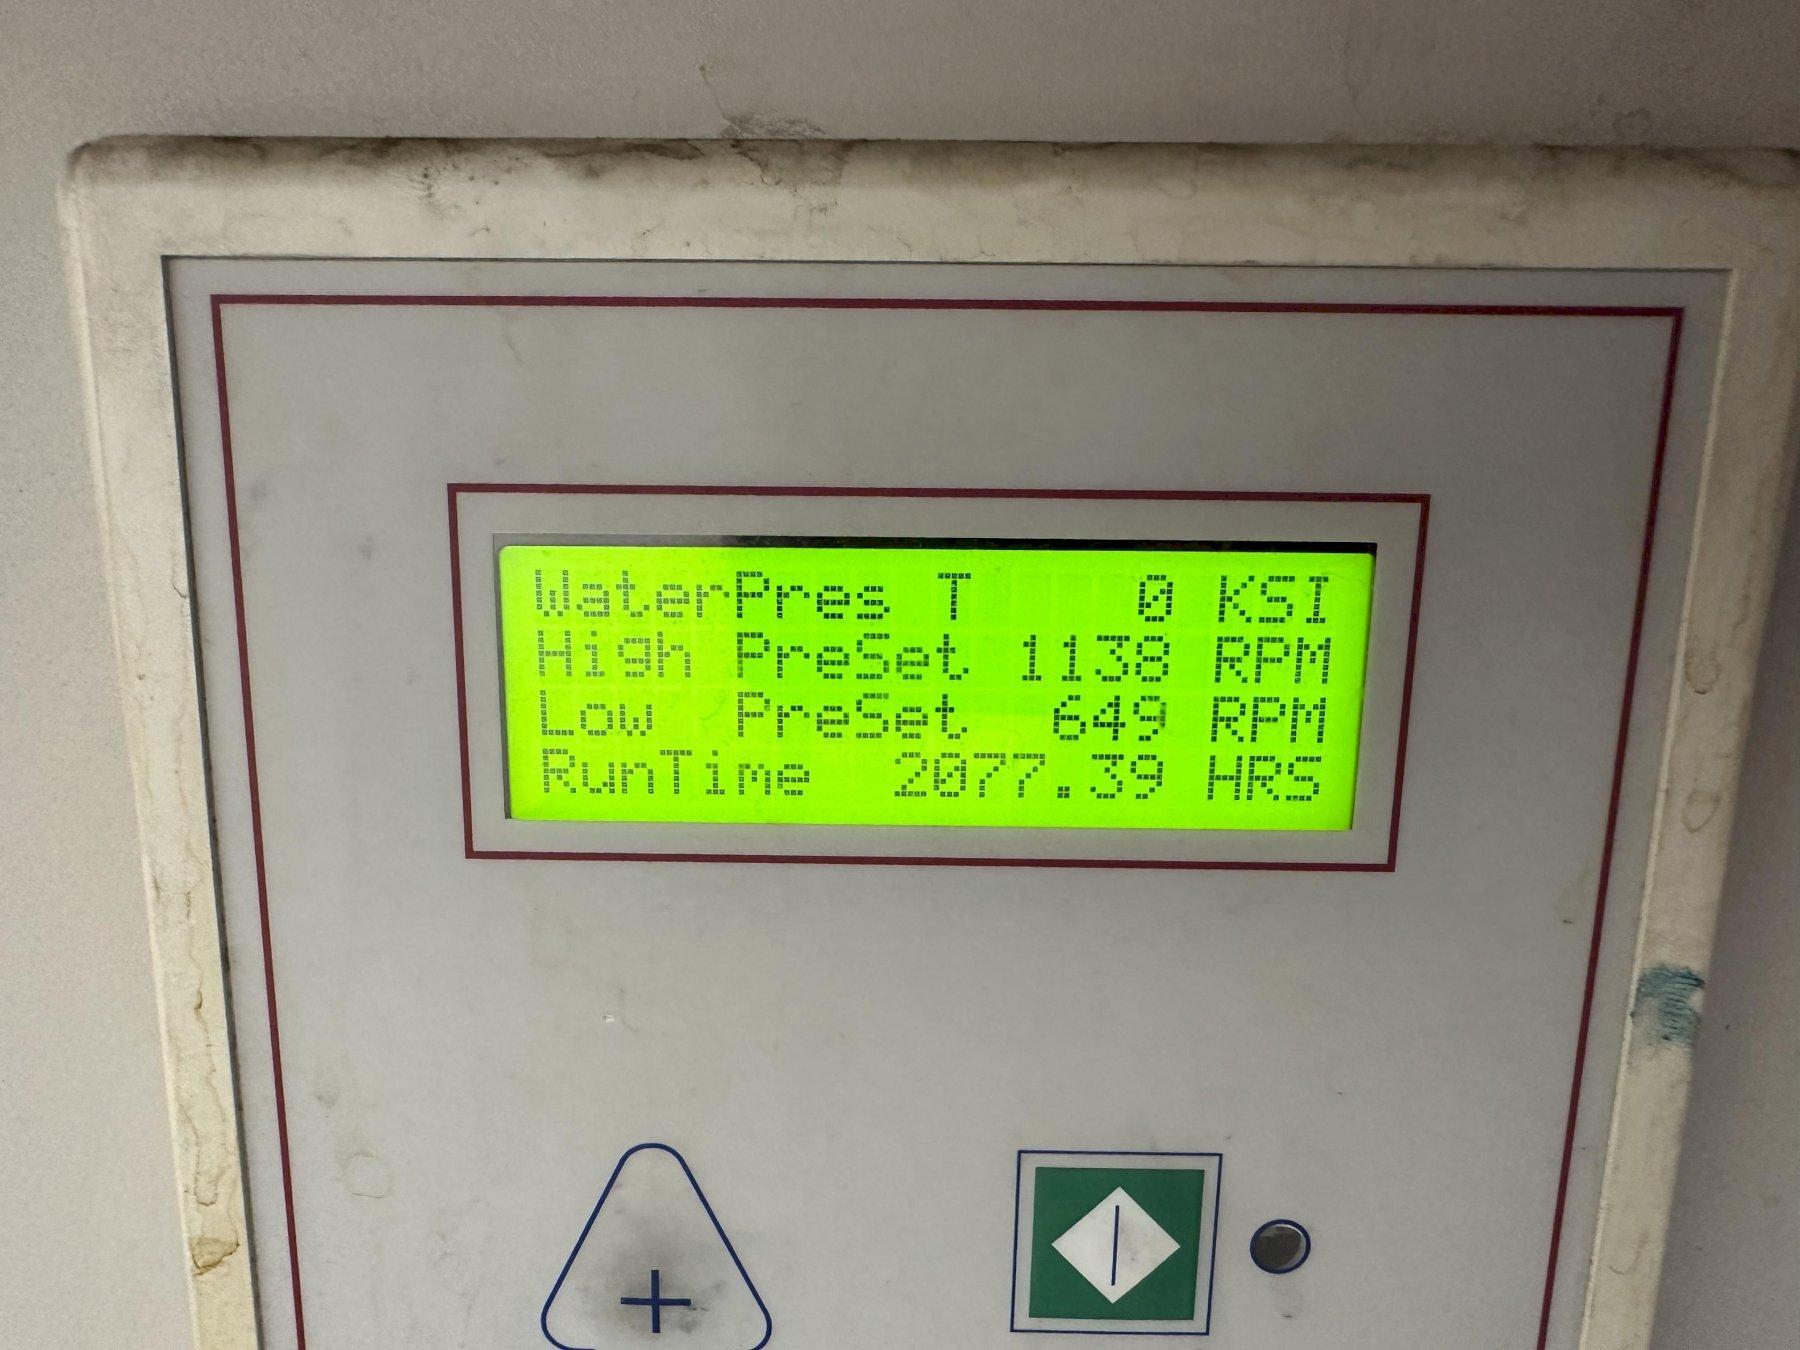 WaterPres T 0 KSI
High PreSet 1138 RPM
Low PreSet 649 RPM
RunTime 2077.39 HRS
+